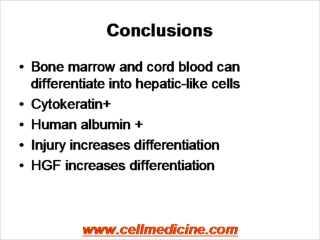 Conclusions
• Bone marrow and cord blood can
differentiate into hepatic-like cells
• Cytokeratin+
• Human albumin +
• Injury increases differentiation
• HGF increases differentiation
www.cellmedicine.com